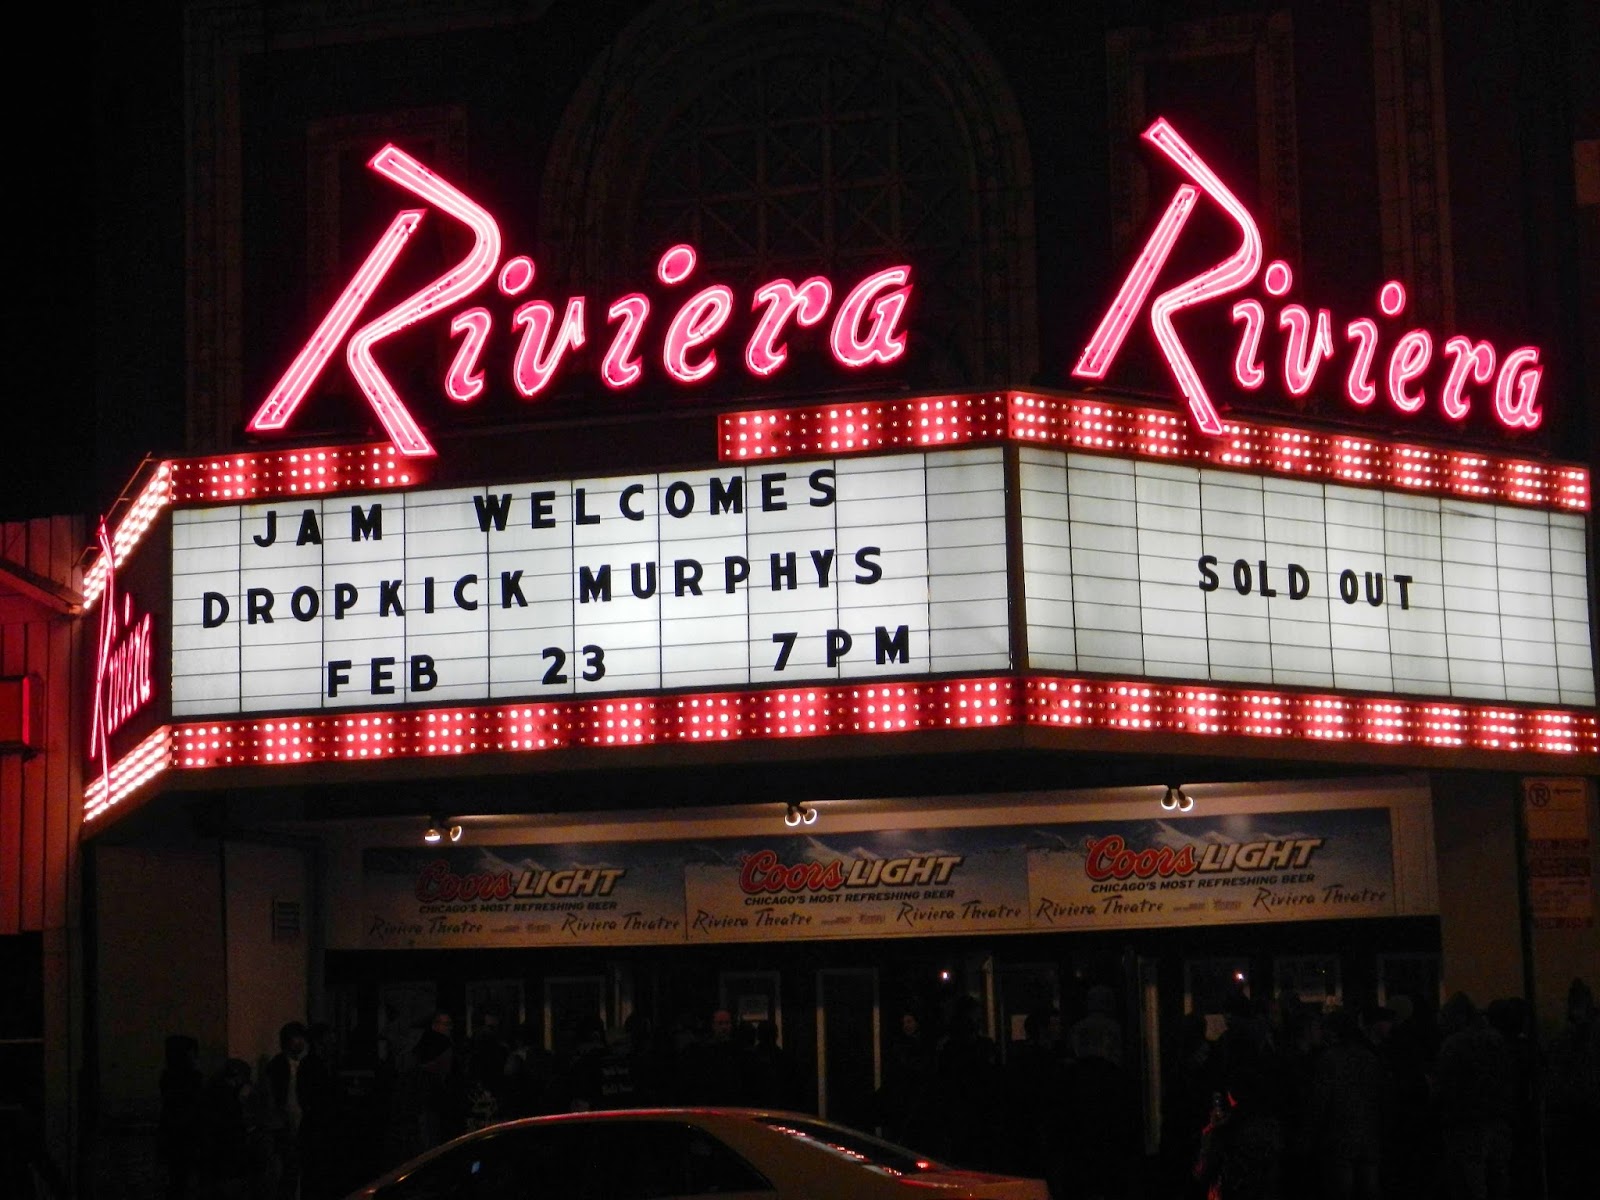 Riviera
Riviera
Riviera
JAM WELCOMES
DROPKICK MURPHYS
FEB 23 7 PM
SOLD OUT
Coors LIGHT
CHICAGO'S MOST REFRESHING BEER
Riviera Theatre Riviera Theatre
Coors LIGHT
CHICAGO'S MOST REFRESHING BEER
Riviera Theatre Riviera Theatre
Coors LIGHT
CHICAGO'S MOST REFRESHING BEER
Riviera Theatre Riviera Theatre